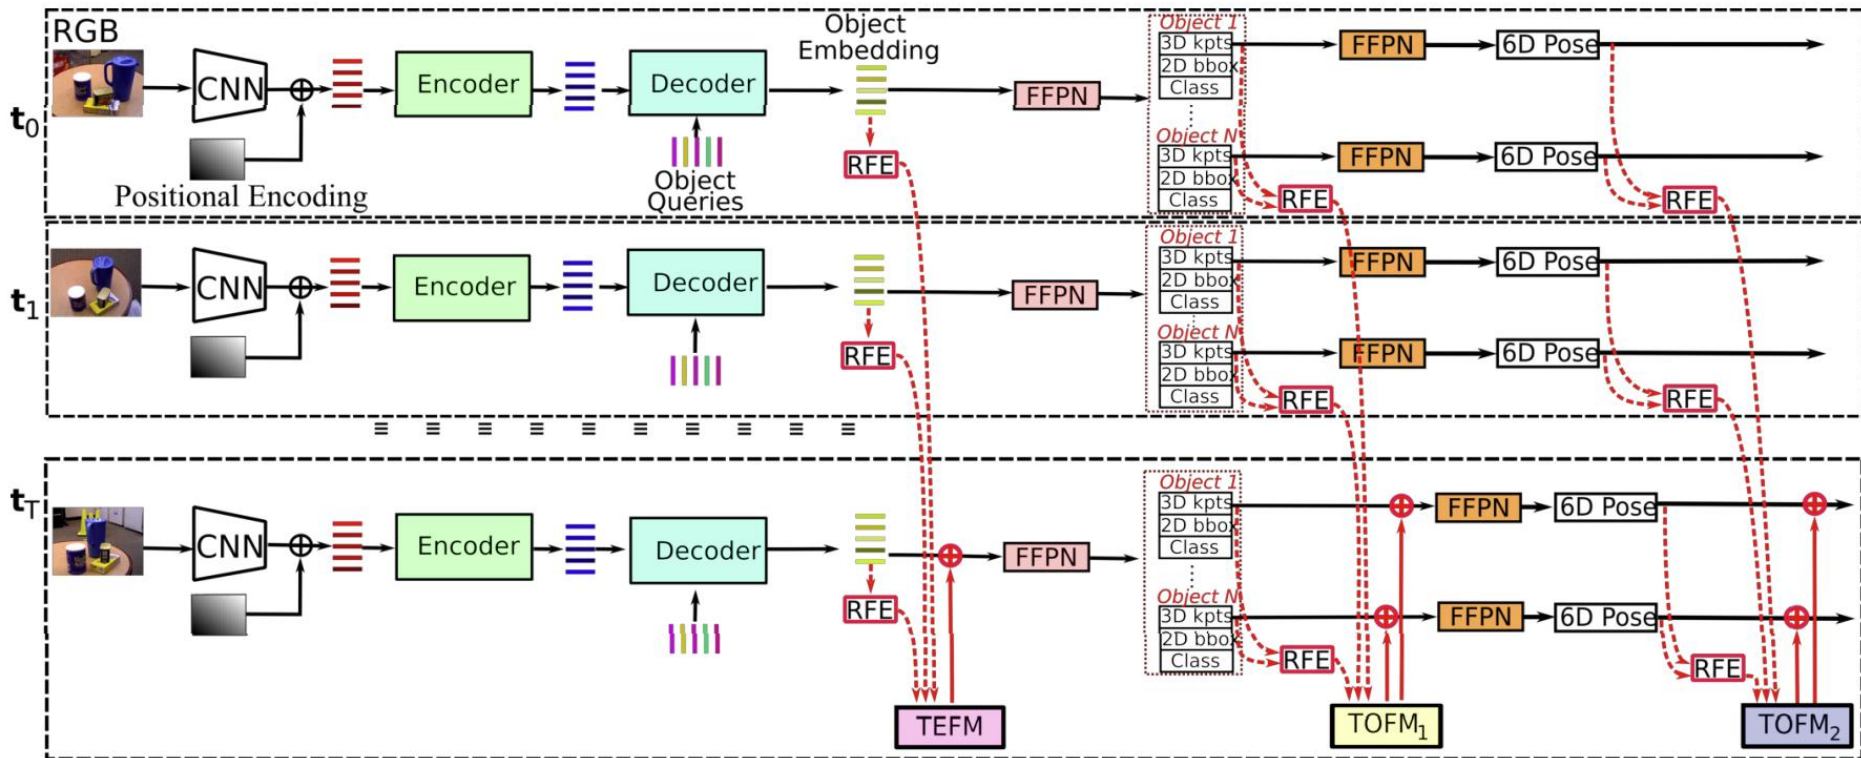 RGB
t0
CNN
Positional Encoding
Encoder
Decoder
Object
Queries
Object
Embedding
RFE
FFPN
Object 1
3D kpts
2D bbox
Class
Object N
3D kpts
2D bbox
Class
RFE
FFPN
6D Pose
FFPN
6D Pose
RFE
t1
CNN
Encoder
Decoder
RFE
FFPN
Object 1
3D kpts
2D bbox
Class
Object N
3D kpts
2D bbox
Class
RFE
FFPN
6D Pose
FFPN
6D Pose
RFE
tT
CNN
Encoder
Decoder
RFE
FFPN
Object 1
3D kpts
2D bbox
Class
Object N
3D kpts
2D bbox
Class
RFE
FFPN
6D Pose
FFPN
6D Pose
RFE
TEFM
TOFM1
TOFM2